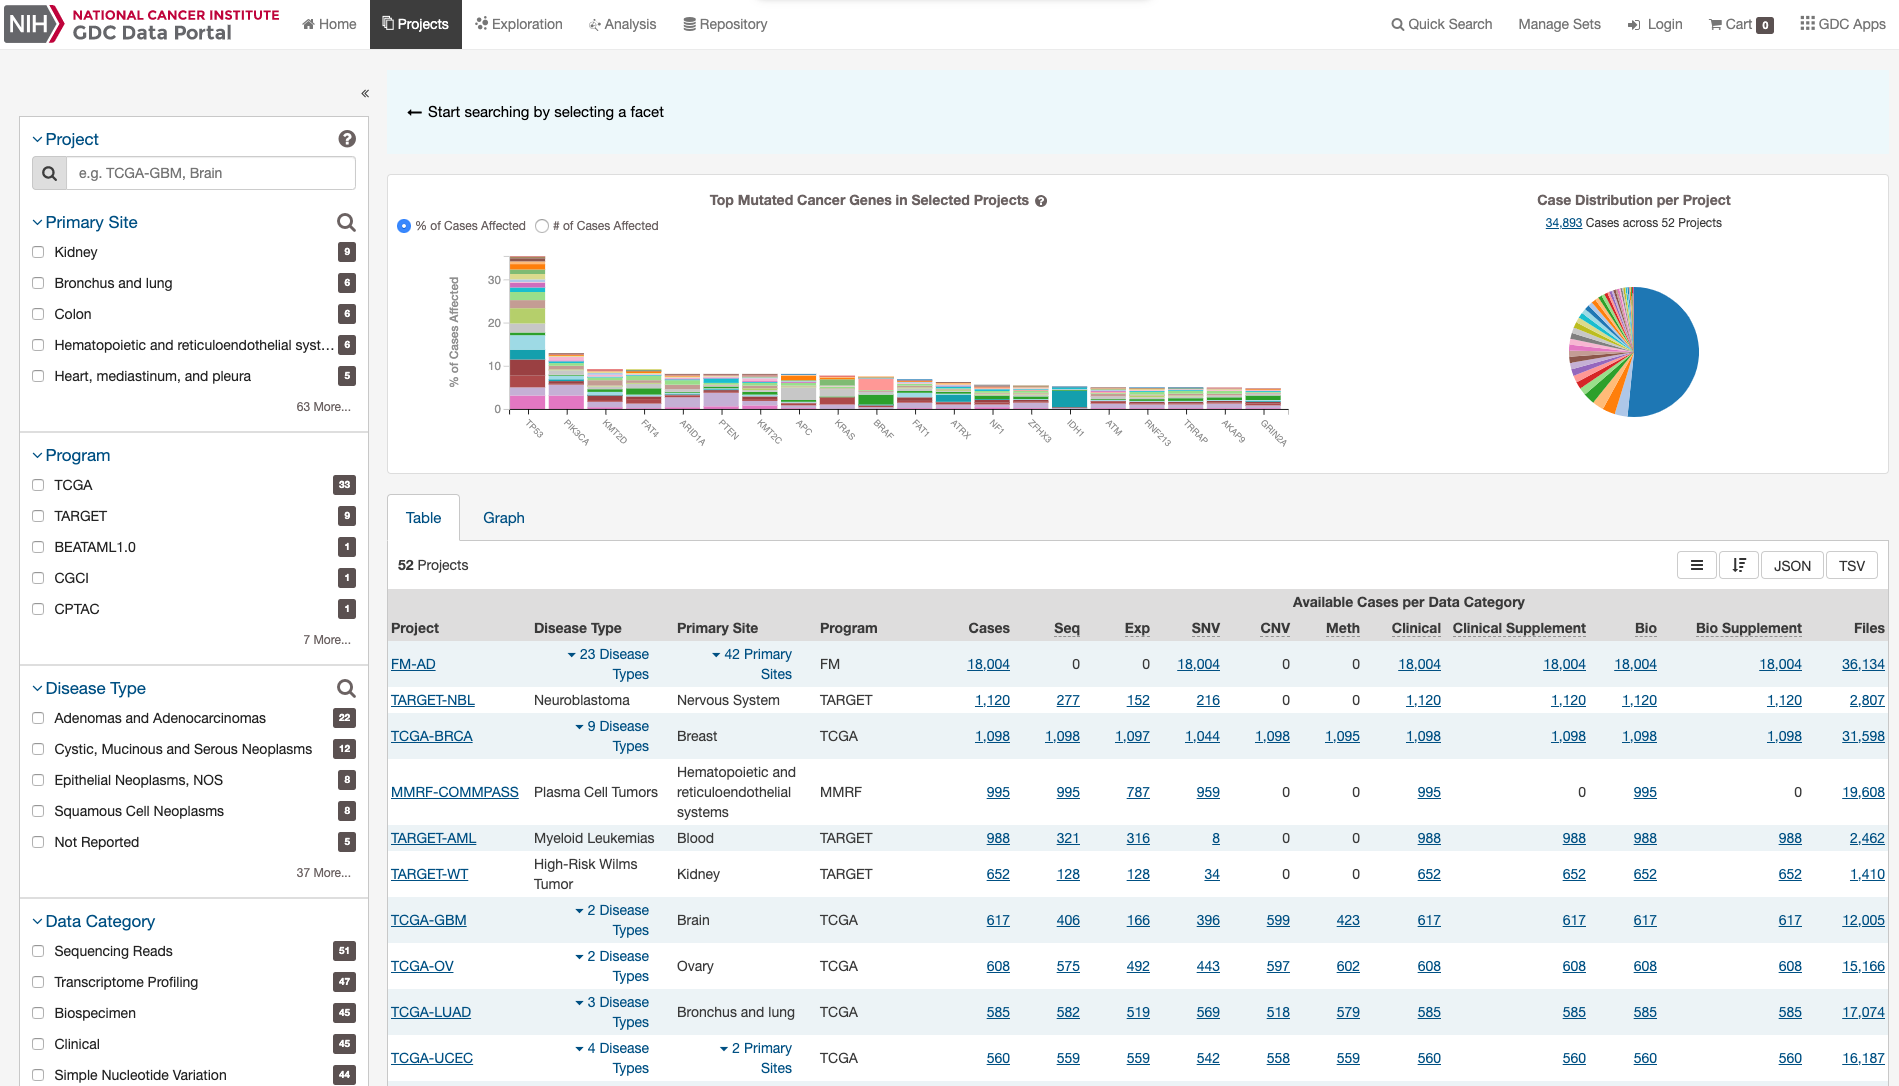 NIH NATIONAL CANCER INSTITUTE
GDC Data Portal
Home Projects Exploration Analysis Repository
Quick Search Manage Sets Login Cart 0 GDC Apps
«
Project ?
e.g. TCGA-GBM, Brain
Primary Site
Kidney 9
Bronchus and lung 6
Colon 6
Hematopoietic and reticuloendothelial syst... 6
Heart, mediastinum, and pleura 5
63 More...
Program
TCGA 33
TARGET 9
BEATAML1.0 1
CGCI 1
CPTAC 1
7 More...
Disease Type
Adenomas and Adenocarcinomas 22
Cystic, Mucinous and Serous Neoplasms 12
Epithelial Neoplasms, NOS 8
Squamous Cell Neoplasms 8
Not Reported 5
37 More...
Data Category
Sequencing Reads 51
Transcriptome Profiling 47
Biospecimen 45
Clinical 45
Simple Nucleotide Variation 44
← Start searching by selecting a facet
Top Mutated Cancer Genes in Selected Projects ?
% of Cases Affected # of Cases Affected
% of Cases Affected
30
20
10
0
TP53 PIK3CA KMT2D FAT4 ARID1A PTEN KMT2C APC KRAS BRAF FAT1 ATRX NF1 ZFHX3 IDH1 ATM RNF213 TRRAP AKAP9 GRIN2A
Case Distribution per Project
34,893 Cases across 52 Projects
Table Graph
52 Projects
JSON TSV
Available Cases per Data Category
Project Disease Type Primary Site Program Cases Seq Exp SNV CNV Meth Clinical Clinical Supplement Bio Bio Supplement Files
FM-AD 23 Disease Types 42 Primary Sites FM 18,004 0 0 18,004 0 0 18,004 18,004 18,004 18,004 36,134
TARGET-NBL Neuroblastoma Nervous System TARGET 1,120 277 152 216 0 0 1,120 1,120 1,120 1,120 2,807
TCGA-BRCA 9 Disease Types Breast TCGA 1,098 1,098 1,097 1,044 1,098 1,095 1,098 1,098 1,098 1,098 31,598
MMRF-COMMPASS Plasma Cell Tumors Hematopoietic and reticuloendothelial systems MMRF 995 995 787 959 0 0 995 0 995 0 19,608
TARGET-AML Myeloid Leukemias Blood TARGET 988 321 316 8 0 0 988 988 988 988 2,462
TARGET-WT High-Risk Wilms Tumor Kidney TARGET 652 128 128 34 0 0 652 652 652 652 1,410
TCGA-GBM 2 Disease Types Brain TCGA 617 406 166 396 599 423 617 617 617 617 12,005
TCGA-OV 2 Disease Types Ovary TCGA 608 575 492 443 597 602 608 608 608 608 15,166
TCGA-LUAD 3 Disease Types Bronchus and lung TCGA 585 582 519 569 518 579 585 585 585 585 17,074
TCGA-UCEC 4 Disease Types 2 Primary Sites TCGA 560 559 559 542 558 559 560 560 560 560 16,187